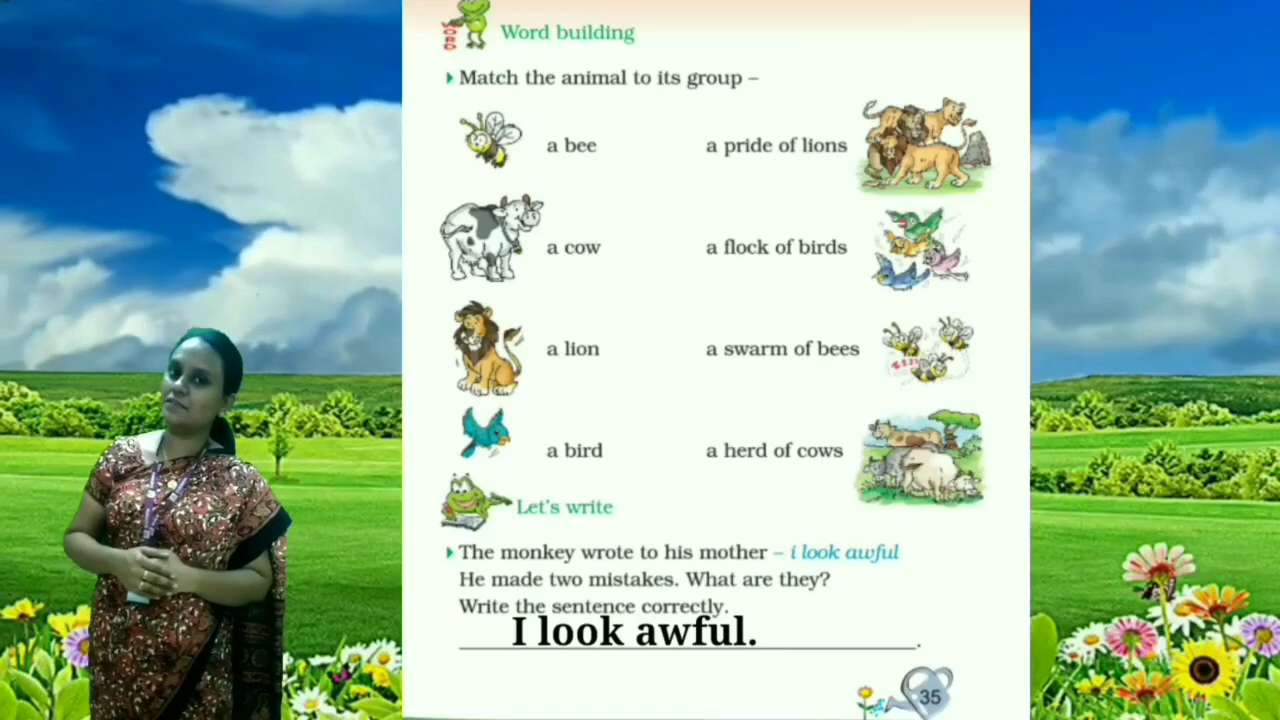 WORD
Word building
Match the animal to its group –
a bee
a pride of lions
a cow
a flock of birds
a lion
a swarm of bees
a bird
a herd of cows
Let's write
The monkey wrote to his mother – i look awful
He made two mistakes. What are they?
Write the sentence correctly.
I look awful.
.
35